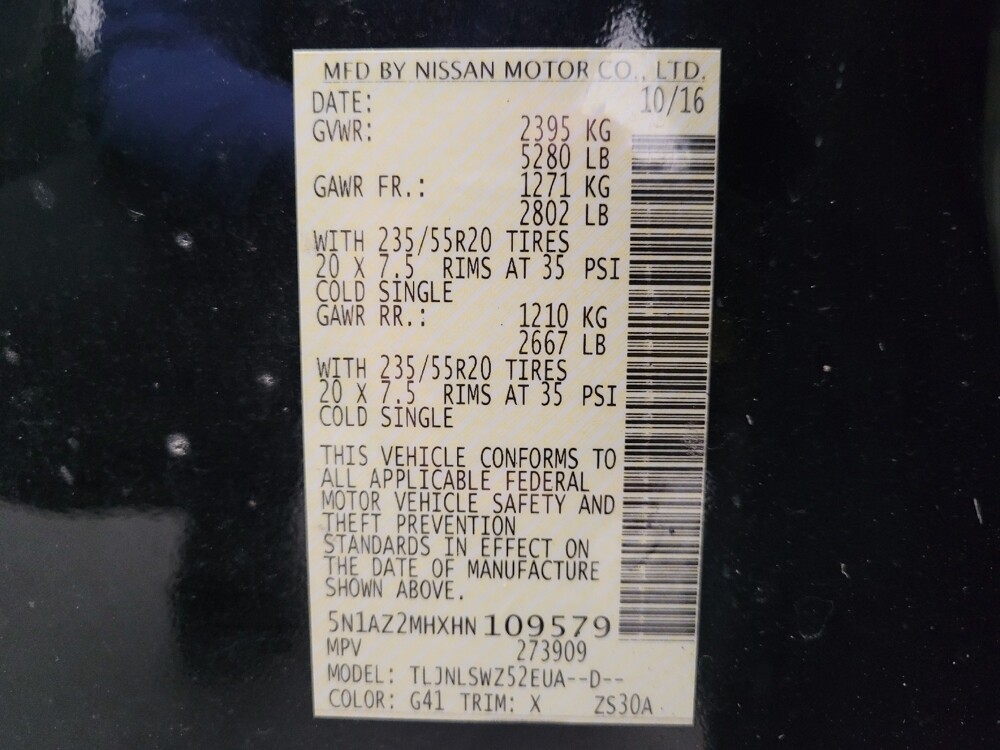 MFD BY NISSAN MOTOR CO., LTD.
DATE: 10/16
GVWR: 2395 KG
5280 LB
GAWR FR.: 1271 KG
2802 LB
WITH 235/55R20 TIRES
20 X 7.5 RIMS AT 35 PSI
COLD SINGLE
GAWR RR.: 1210 KG
2667 LB
WITH 235/55R20 TIRES
20 X 7.5 RIMS AT 35 PSI
COLD SINGLE
THIS VEHICLE CONFORMS TO
ALL APPLICABLE FEDERAL
MOTOR VEHICLE SAFETY AND
THEFT PREVENTION
STANDARDS IN EFFECT ON
THE DATE OF MANUFACTURE
SHOWN ABOVE.
5N1AZ2MHXHN 109579
MPV 273909
MODEL: TLJNLSWZ52EUA--D--
COLOR: G41 TRIM: X ZS30A